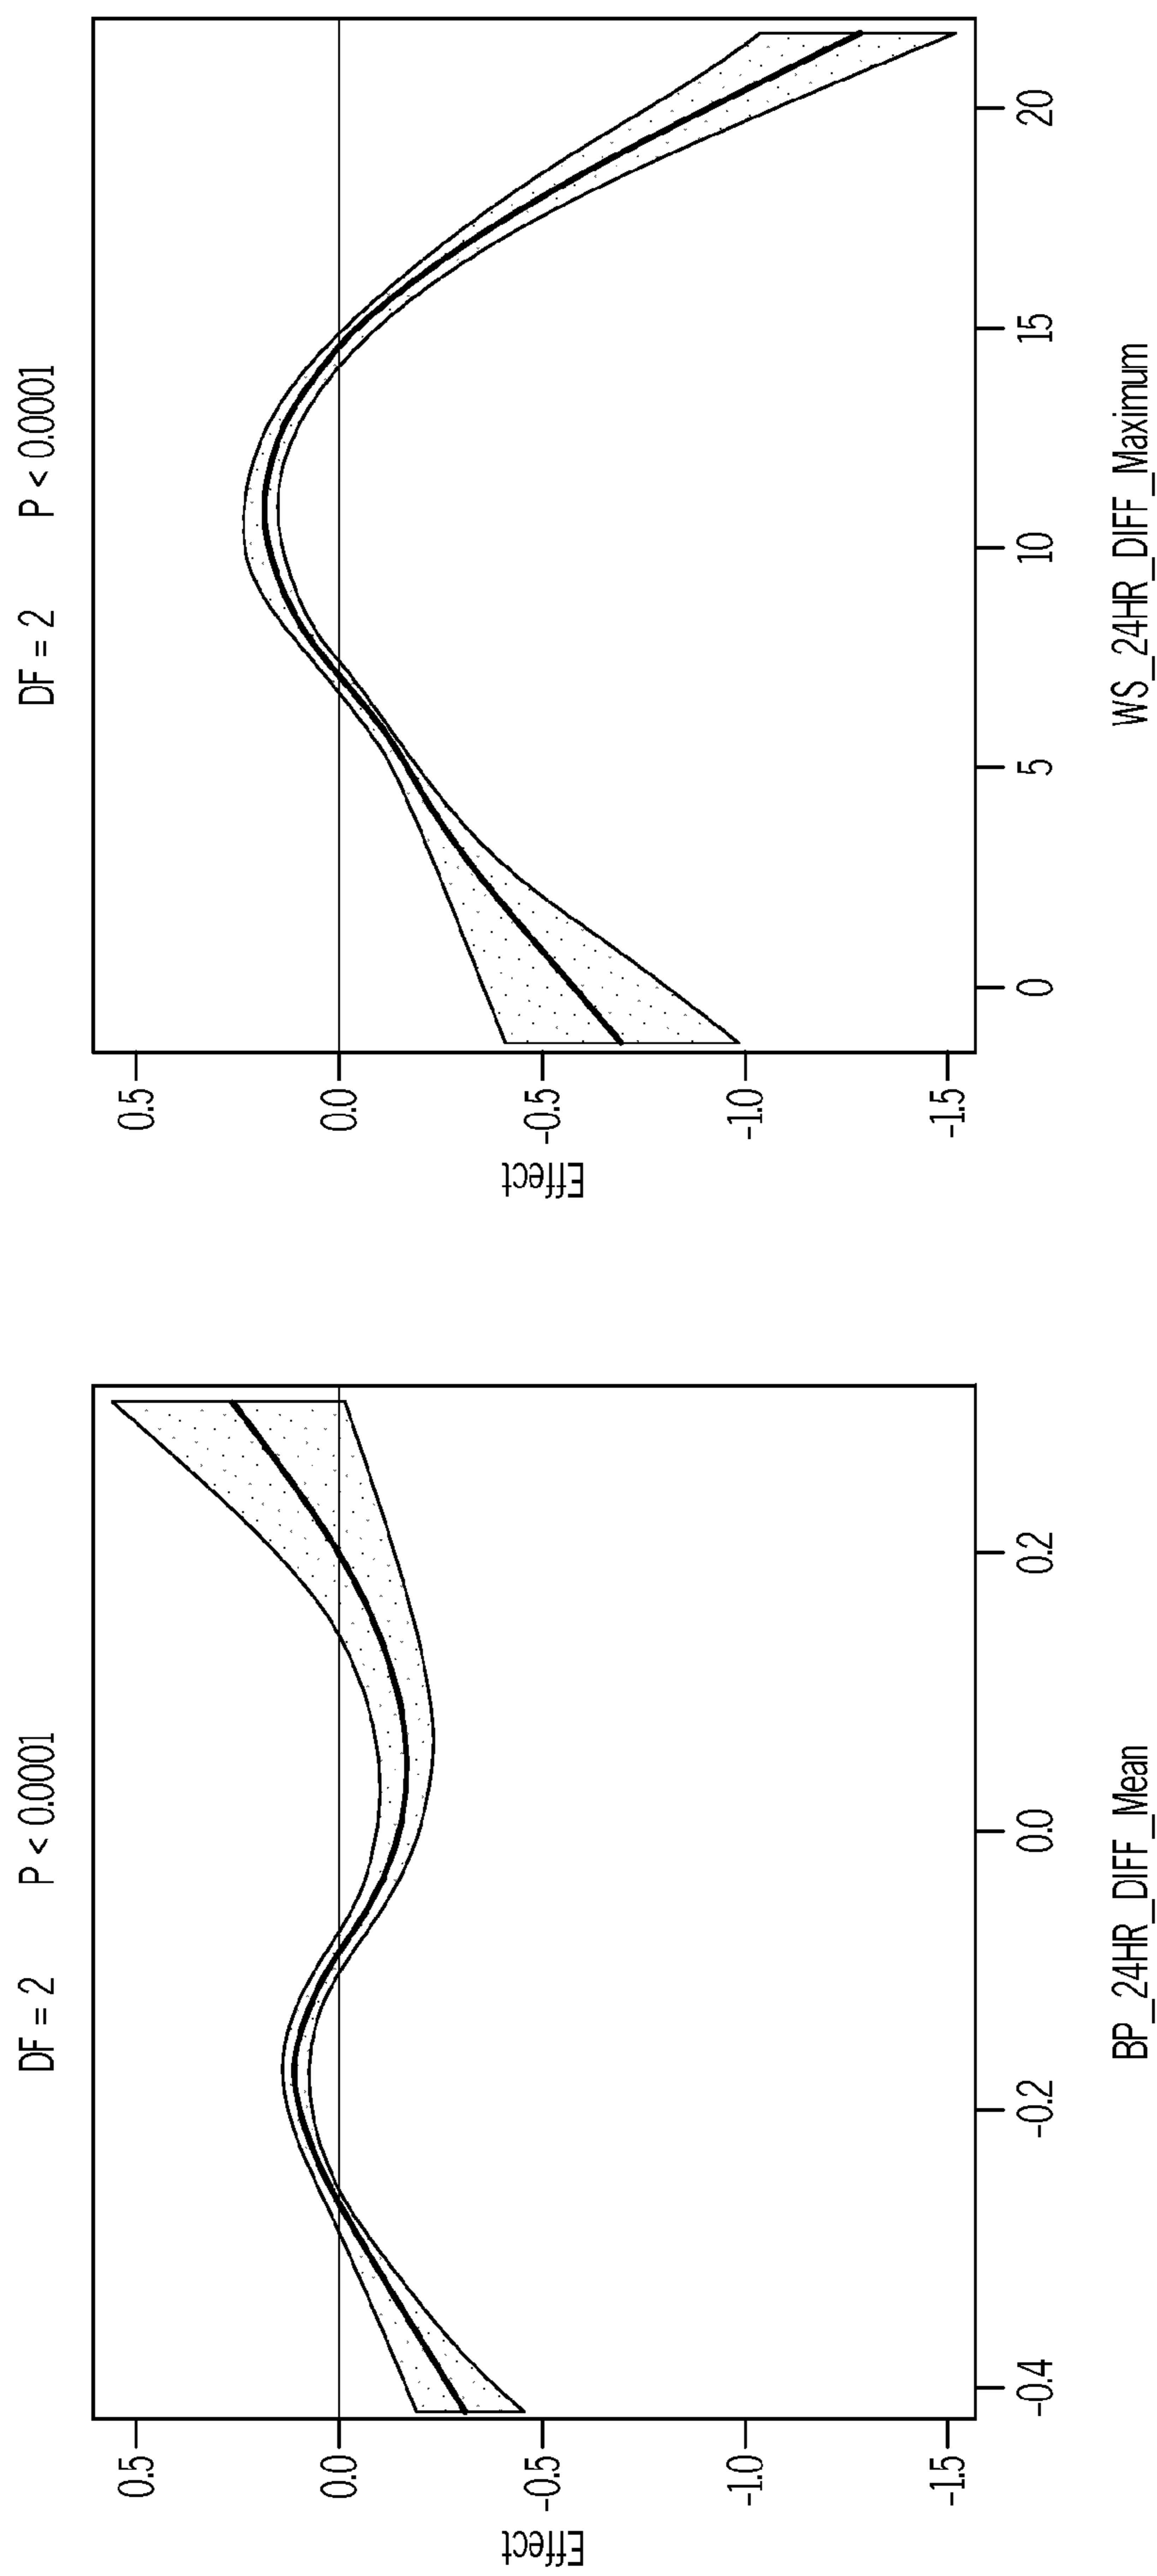 DF = 2 P < 0.0001
Effect
0.5
0.0
-0.5
-1.0
-1.5
-0.4 -0.2 0.0 0.2
BP_24HR_DIFF_Mean
DF = 2 P < 0.0001
Effect
0.5
0.0
-0.5
-1.0
-1.5
0 5 10 15 20
WS_24HR_DIFF_Maximum